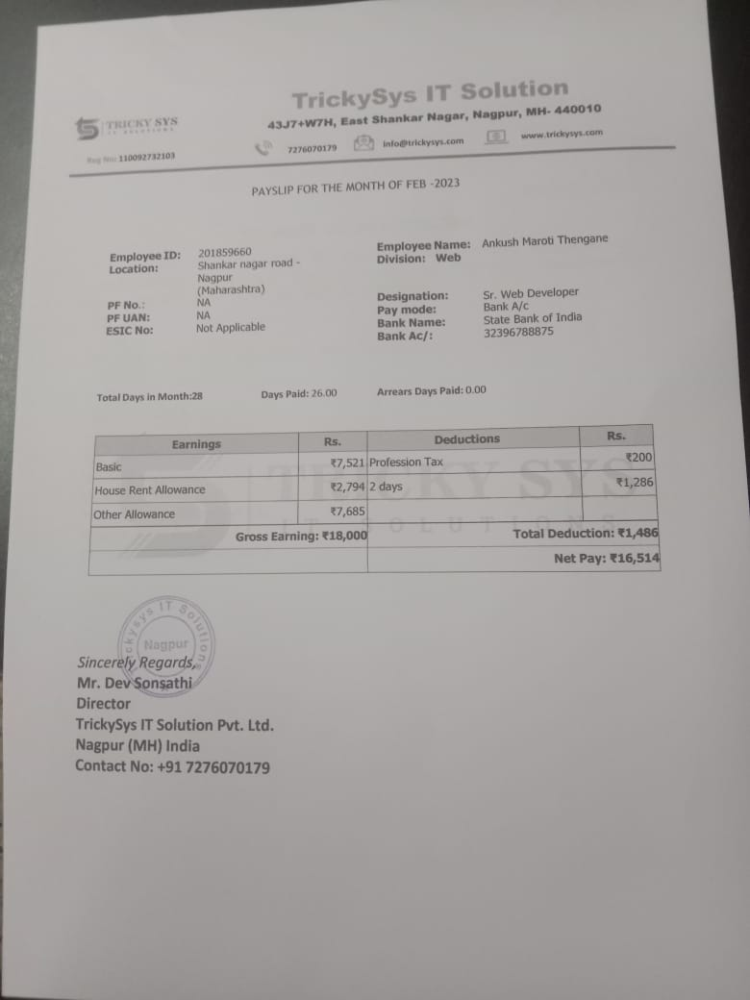 TrickySys IT Solution
TRICKY SYS
IT SOLUTIONS
43J7+W7H, East Shankar Nagar, Nagpur, MH- 440010
Reg No: 110092732103
7276070179 info@trickysys.com www.trickysys.com
PAYSLIP FOR THE MONTH OF FEB -2023
Employee ID: 201859660 Employee Name: Ankush Maroti Thengane
Location: Shankar nagar road - Division: Web
Nagpur
(Maharashtra)
PF No.: NA Designation: Sr. Web Developer
PF UAN: NA Pay mode: Bank A/c
ESIC No: Not Applicable Bank Name: State Bank of India
Bank Ac/: 32396788875
Total Days in Month:28 Days Paid: 26.00 Arrears Days Paid: 0.00
Earnings Rs. Deductions Rs.
Basic ₹7,521 Profession Tax ₹200
House Rent Allowance ₹2,794 2 days ₹1,286
Other Allowance ₹7,685
Gross Earning: ₹18,000 Total Deduction: ₹1,486
Net Pay: ₹16,514
TRICKY SYS
IT SOLUTIONS
Trickysys IT Solutions
Nagpur
Sincerely Regards,
Mr. Dev Sonsathi
Director
TrickySys IT Solution Pvt. Ltd.
Nagpur (MH) India
Contact No: +91 7276070179